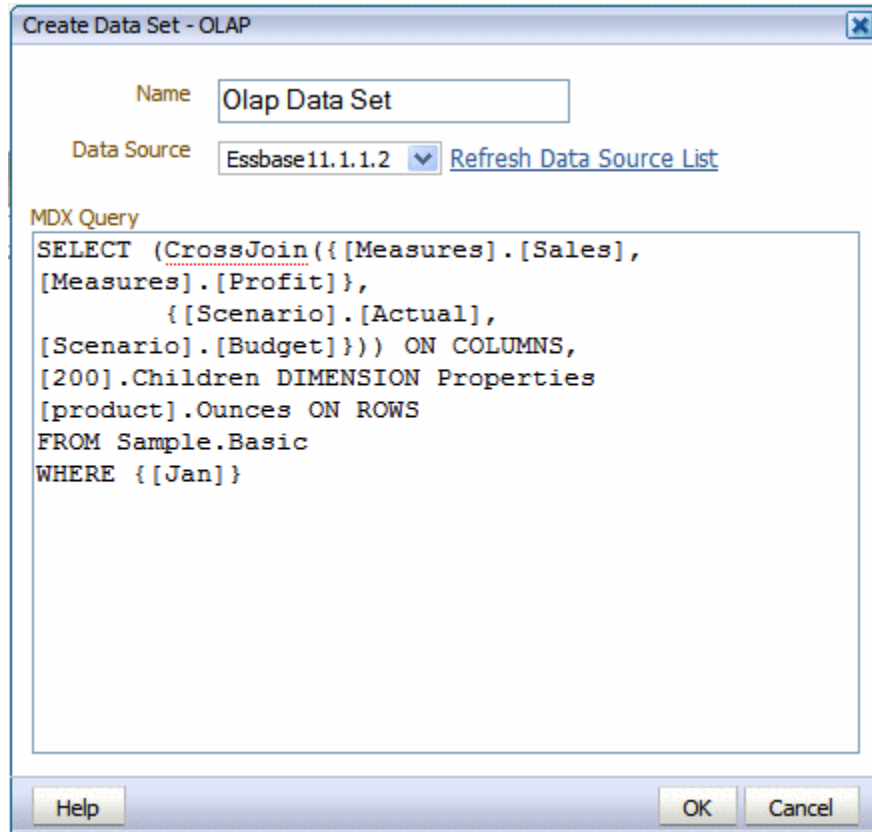 Create Data Set - OLAP
Name Olap Data Set
Data Source Essbase11.1.1.2 Refresh Data Source List
MDX Query
SELECT (CrossJoin({[Measures].[Sales],
[Measures].[Profit]},
{[Scenario].[Actual],
[Scenario].[Budget]})) ON COLUMNS,
[200].Children DIMENSION Properties
[product].Ounces ON ROWS
FROM Sample.Basic
WHERE {[Jan]}
Help OK Cancel